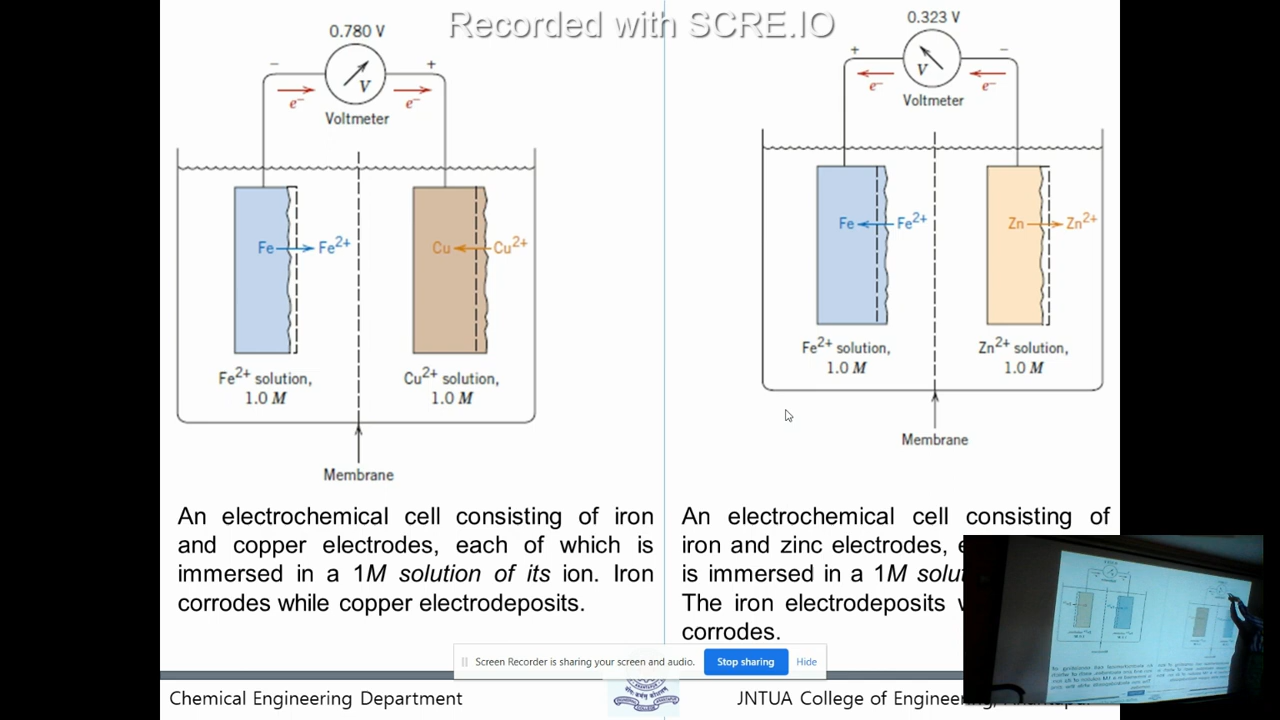 Recorded with SCRE.IO
0.780 V
−
+
V
e⁻
e⁻
Voltmeter
Fe
Fe²⁺
Cu
Cu²⁺
Fe²⁺ solution,
1.0 M
Cu²⁺ solution,
1.0 M
Membrane
An electrochemical cell consisting of iron
and copper electrodes, each of which is
immersed in a 1M solution of its ion. Iron
corrodes while copper electrodeposits.
0.323 V
+
−
V
e⁻
e⁻
Voltmeter
Fe
Fe²⁺
Zn
Zn²⁺
Fe²⁺ solution,
1.0 M
Zn²⁺ solution,
1.0 M
Membrane
An electrochemical cell consisting of
iron and zinc electrodes,
is immersed in a 1M
The iron electrodeposits
corrodes.
Screen Recorder is sharing your screen and audio.
Stop sharing
Hide
Chemical Engineering Department
JNTUA College of